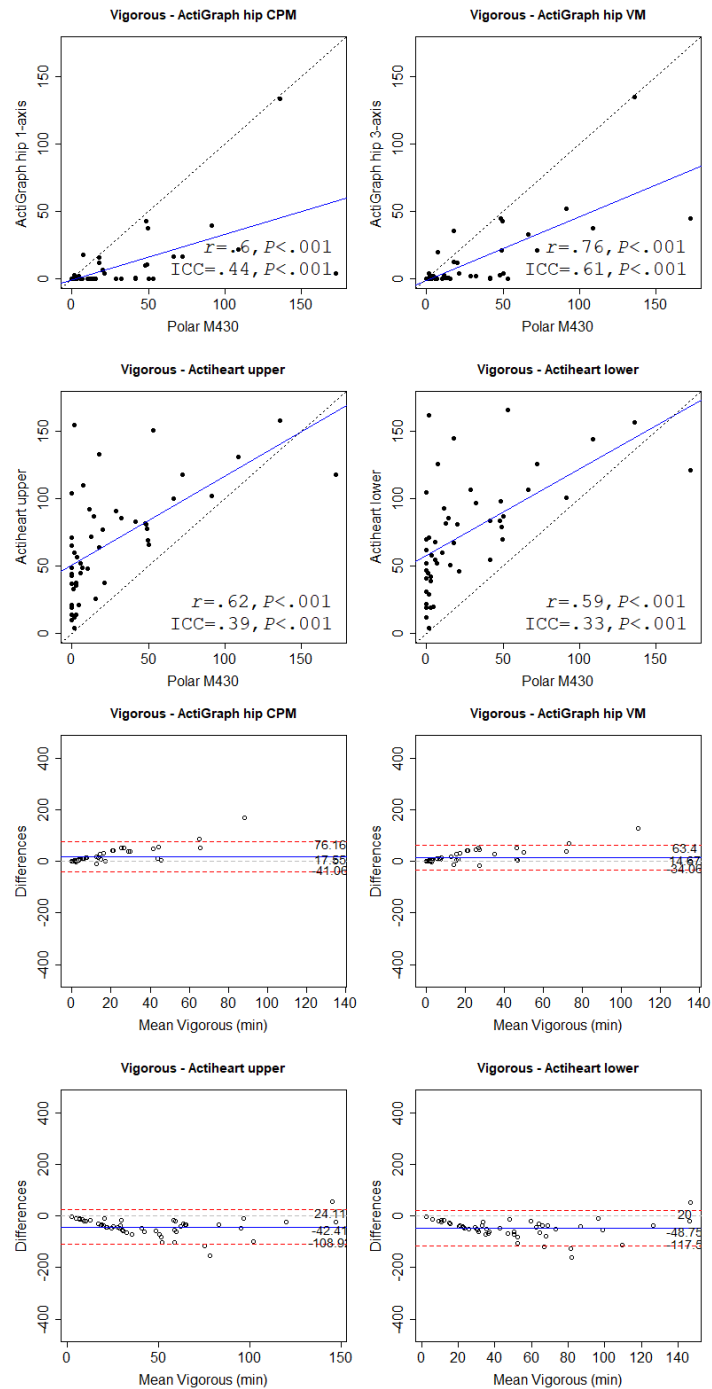 Vigorous - ActiGraph hip CPM
Vigorous - ActiGraph hip VM
ActiGraph hip 1-axis
0 50 100 150
r=.6, P<.001
ICC=.44, P<.001
0 50 100 150
Polar M430
ActiGraph hip 3-axis
0 50 100 150
r=.76, P<.001
ICC=.61, P<.001
0 50 100 150
Polar M430
Vigorous - Actiheart upper
Vigorous - Actiheart lower
Actiheart upper
0 50 100 150
r=.62, P<.001
ICC=.39, P<.001
0 50 100 150
Polar M430
Actiheart lower
0 50 100 150
r=.59, P<.001
ICC=.33, P<.001
0 50 100 150
Polar M430
Vigorous - ActiGraph hip CPM
Vigorous - ActiGraph hip VM
Differences
-400 -200 0 200 400
76.16
17.55
-41.06
0 20 40 60 80 100 120 140
Mean Vigorous (min)
Differences
-400 -200 0 200 400
63.4
14.67
-34.06
0 20 40 60 80 100 120 140
Mean Vigorous (min)
Vigorous - Actiheart upper
Vigorous - Actiheart lower
Differences
-400 -200 0 200 400
24.11
-42.41
-108.9
0 50 100 150
Mean Vigorous (min)
Differences
-400 -200 0 200 400
20
-48.75
-117.5
0 20 40 60 80 100 120 140
Mean Vigorous (min)